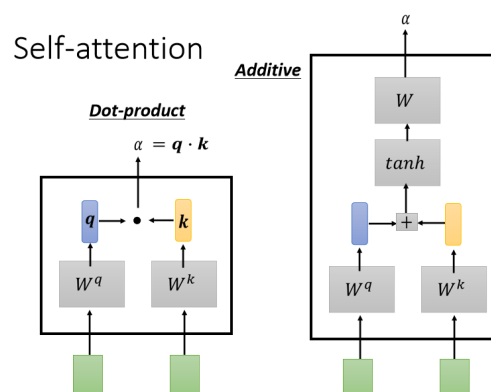 Self-attention
Dot-product
α = q · k
q
k
W^q
W^k
Additive
α
W
tanh
+
W^q
W^k